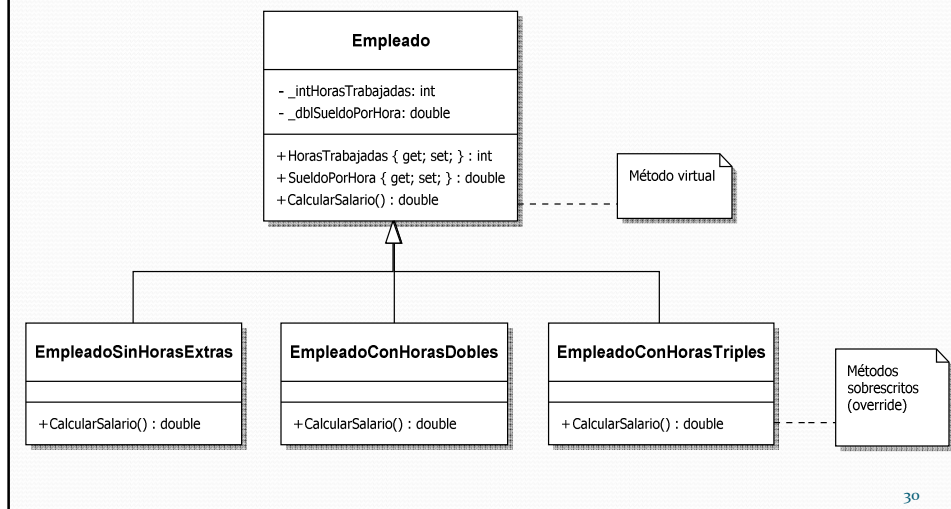 Empleado
- _intHorasTrabajadas: int
- _dblSueldoPorHora: double
+HorasTrabajadas { get; set; } : int
+SueldoPorHora { get; set; } : double
+CalcularSalario() : double
Método virtual
EmpleadoSinHorasExtras
+CalcularSalario() : double
EmpleadoConHorasDobles
+CalcularSalario() : double
EmpleadoConHorasTriples
+CalcularSalario() : double
Métodos
sobrescritos
(override)
30